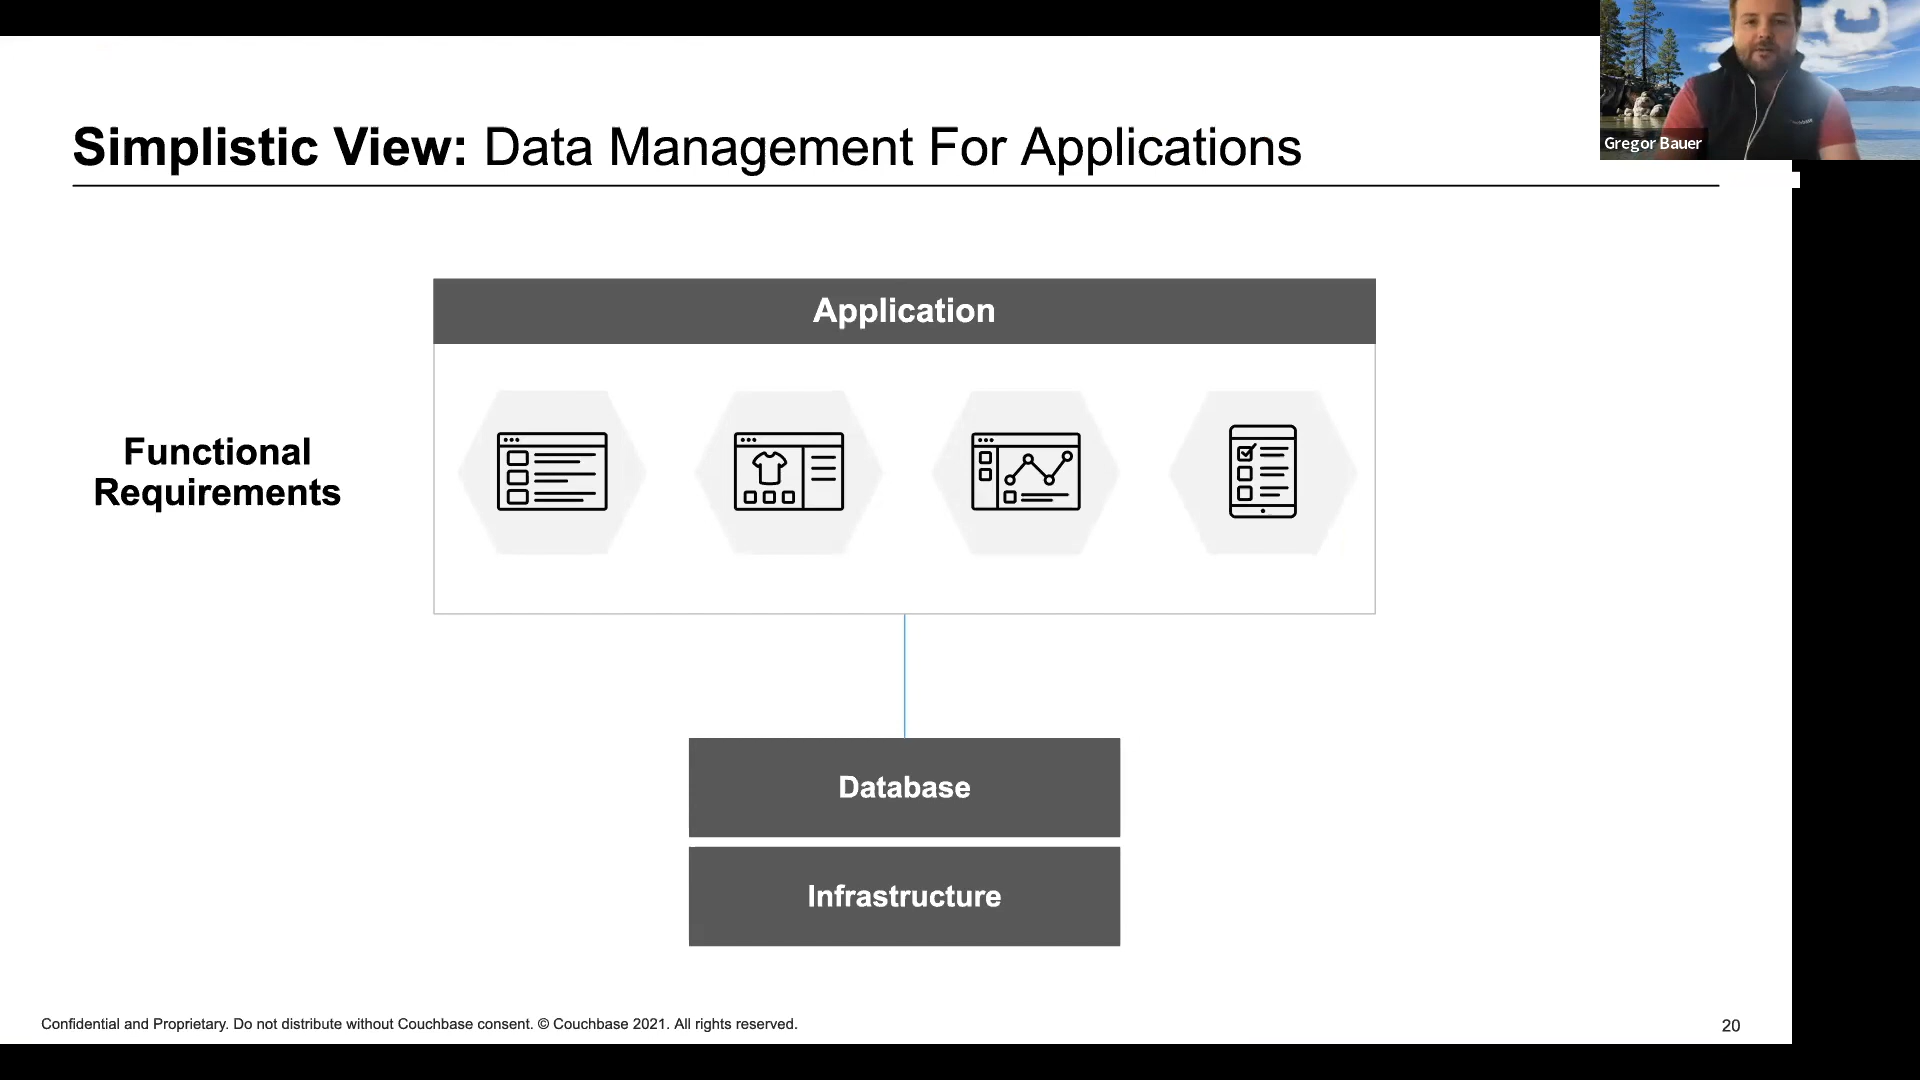 Simplistic View: Data Management For Applications
Gregor Bauer
Application
Functional
Requirements
Database
Infrastructure
Confidential and Proprietary. Do not distribute without Couchbase consent. © Couchbase 2021. All rights reserved.
20